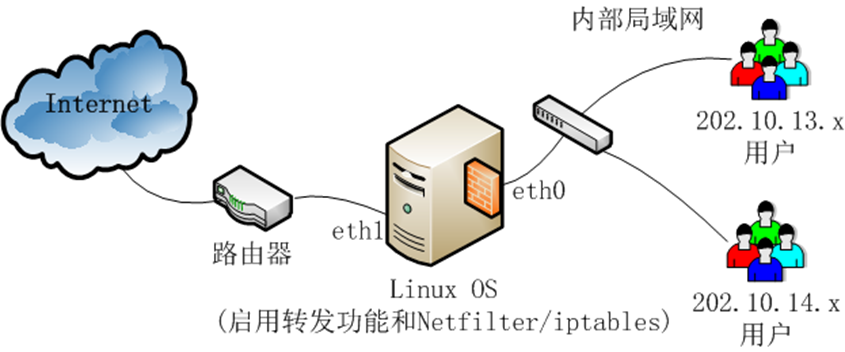 内部局域网
Internet
202.10.13.x
用户
eth0
eth1
路由器
Linux OS
(启用转发功能和Netfilter/iptables)
202.10.14.x
用户